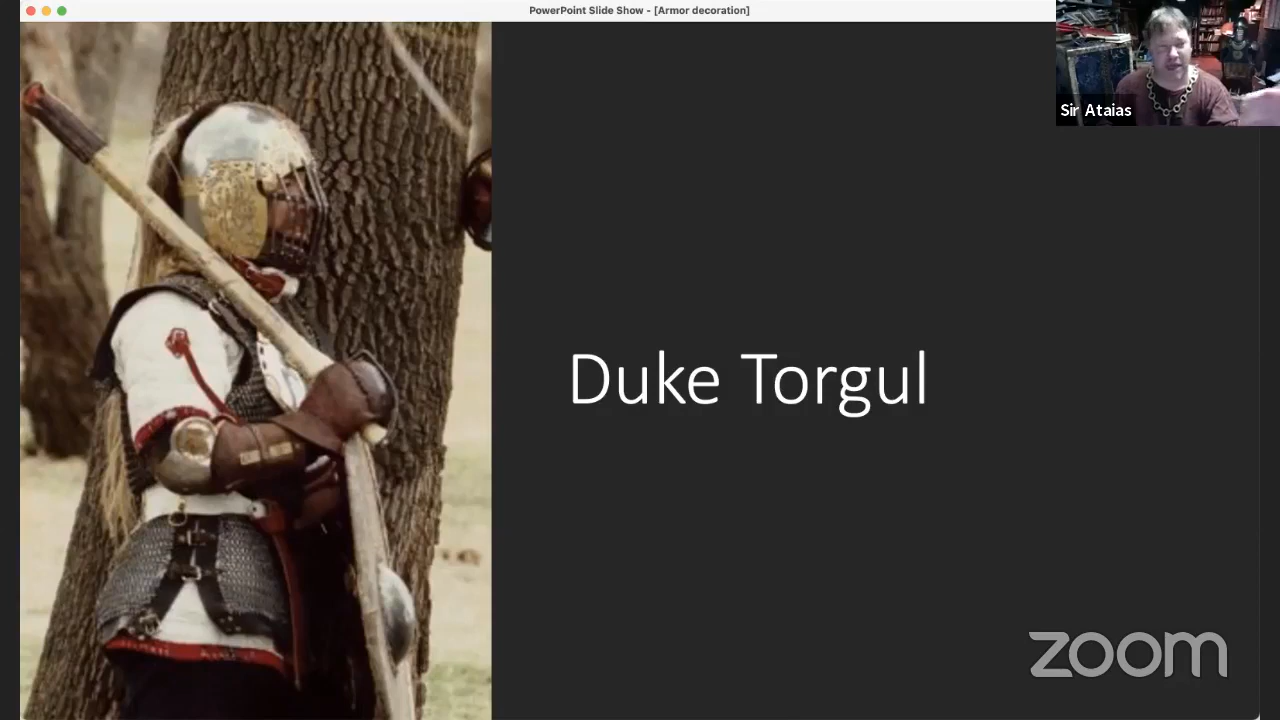 PowerPoint Slide Show - [Armor decoration]
Sir Ataias
Duke Torgul
zoom